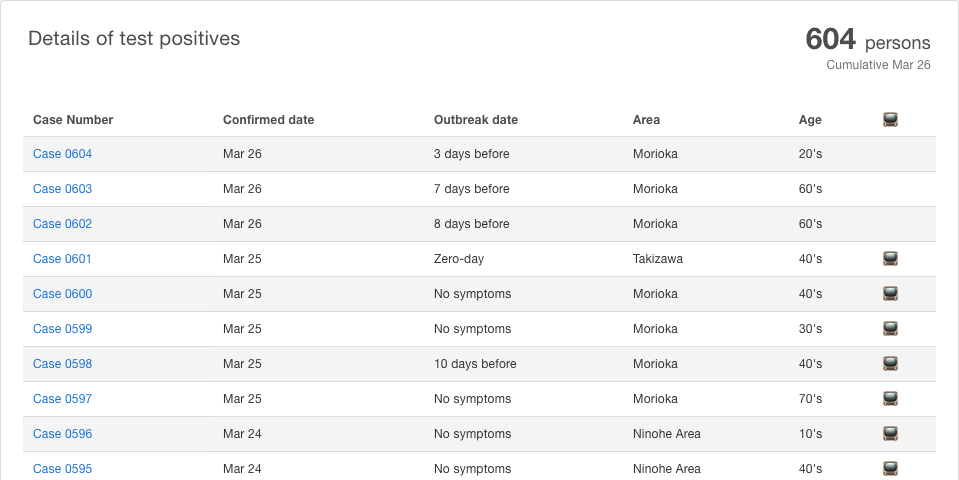 Details of test positives
604 persons
Cumulative Mar 26
Case Number Confirmed date Outbreak date Area Age
Case 0604 Mar 26 3 days before Morioka 20's
Case 0603 Mar 26 7 days before Morioka 60's
Case 0602 Mar 26 8 days before Morioka 60's
Case 0601 Mar 25 Zero-day Takizawa 40's
Case 0600 Mar 25 No symptoms Morioka 40's
Case 0599 Mar 25 No symptoms Morioka 30's
Case 0598 Mar 25 10 days before Morioka 40's
Case 0597 Mar 25 No symptoms Morioka 70's
Case 0596 Mar 24 No symptoms Ninohe Area 10's
Case 0595 Mar 24 No symptoms Ninohe Area 40's